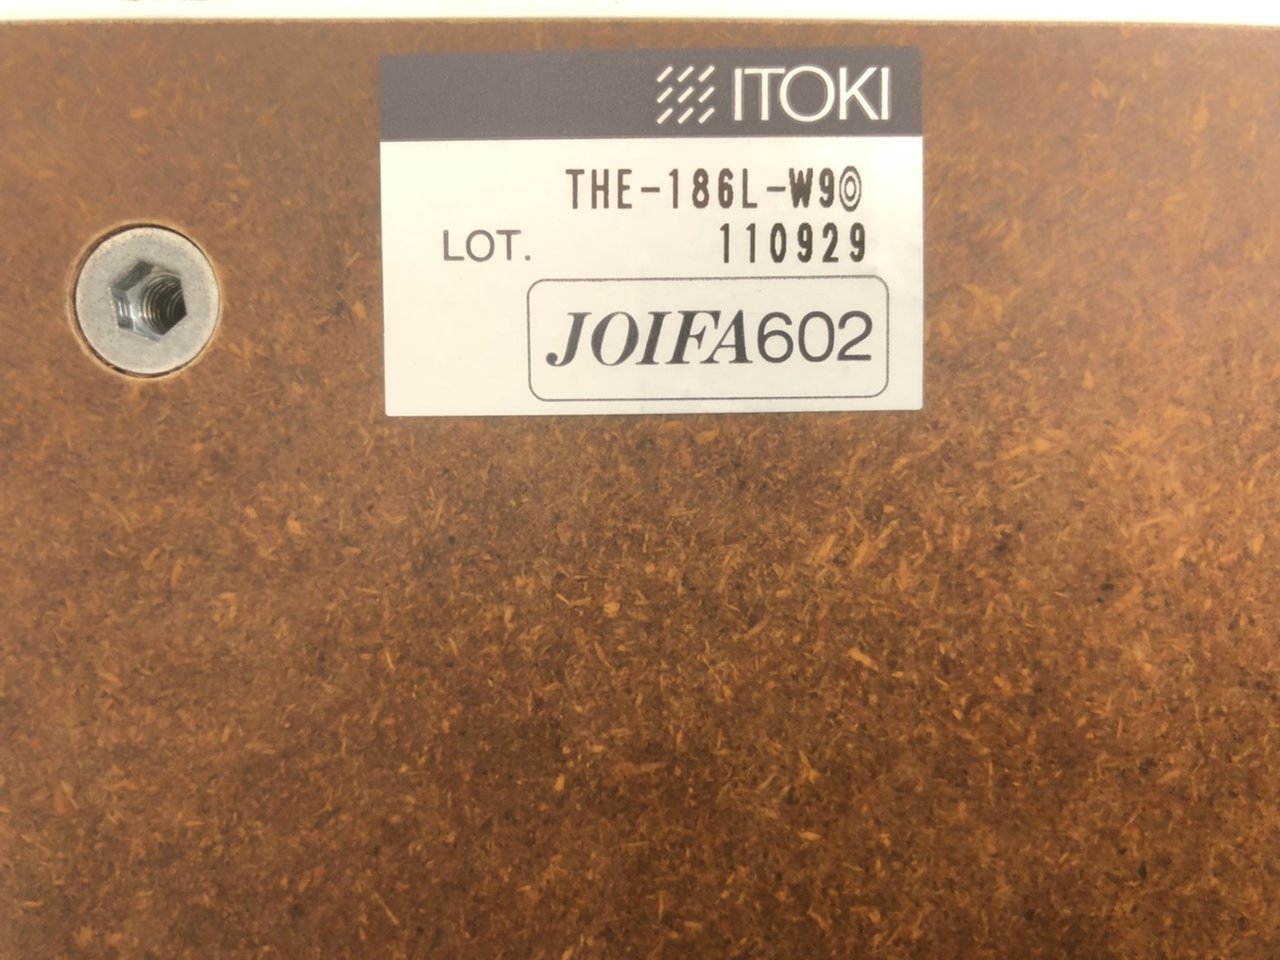 ITOKI
THE-186L-W9◎
LOT. 110929
JOIFA602